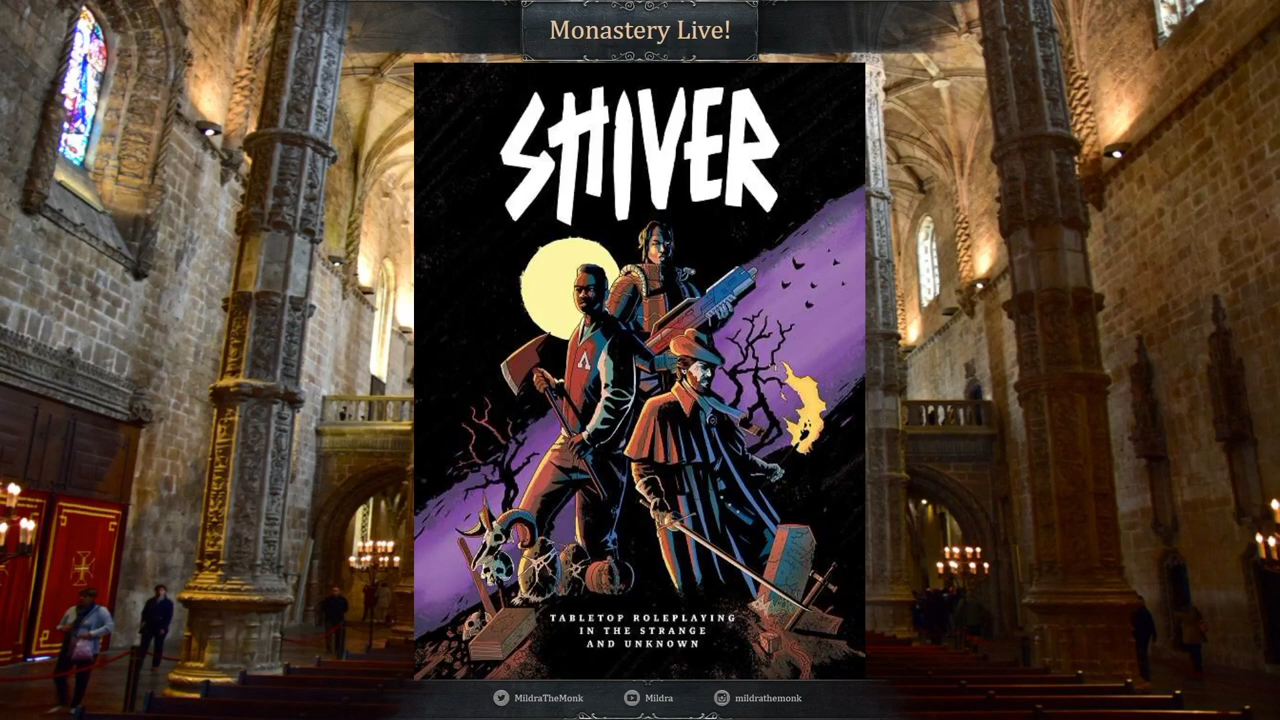 Monastery Live!
SHIVER
TABLETOP ROLEPLAYING
IN THE STRANGE
AND UNKNOWN
MildraTheMonk Mildra mildrathemonk